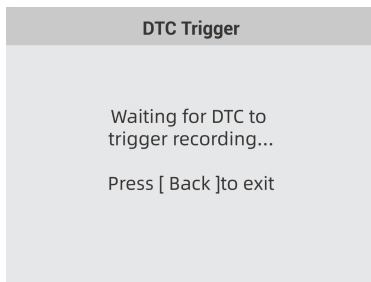 DTC Trigger
Waiting for DTC to
trigger recording...
Press [ Back ]to exit